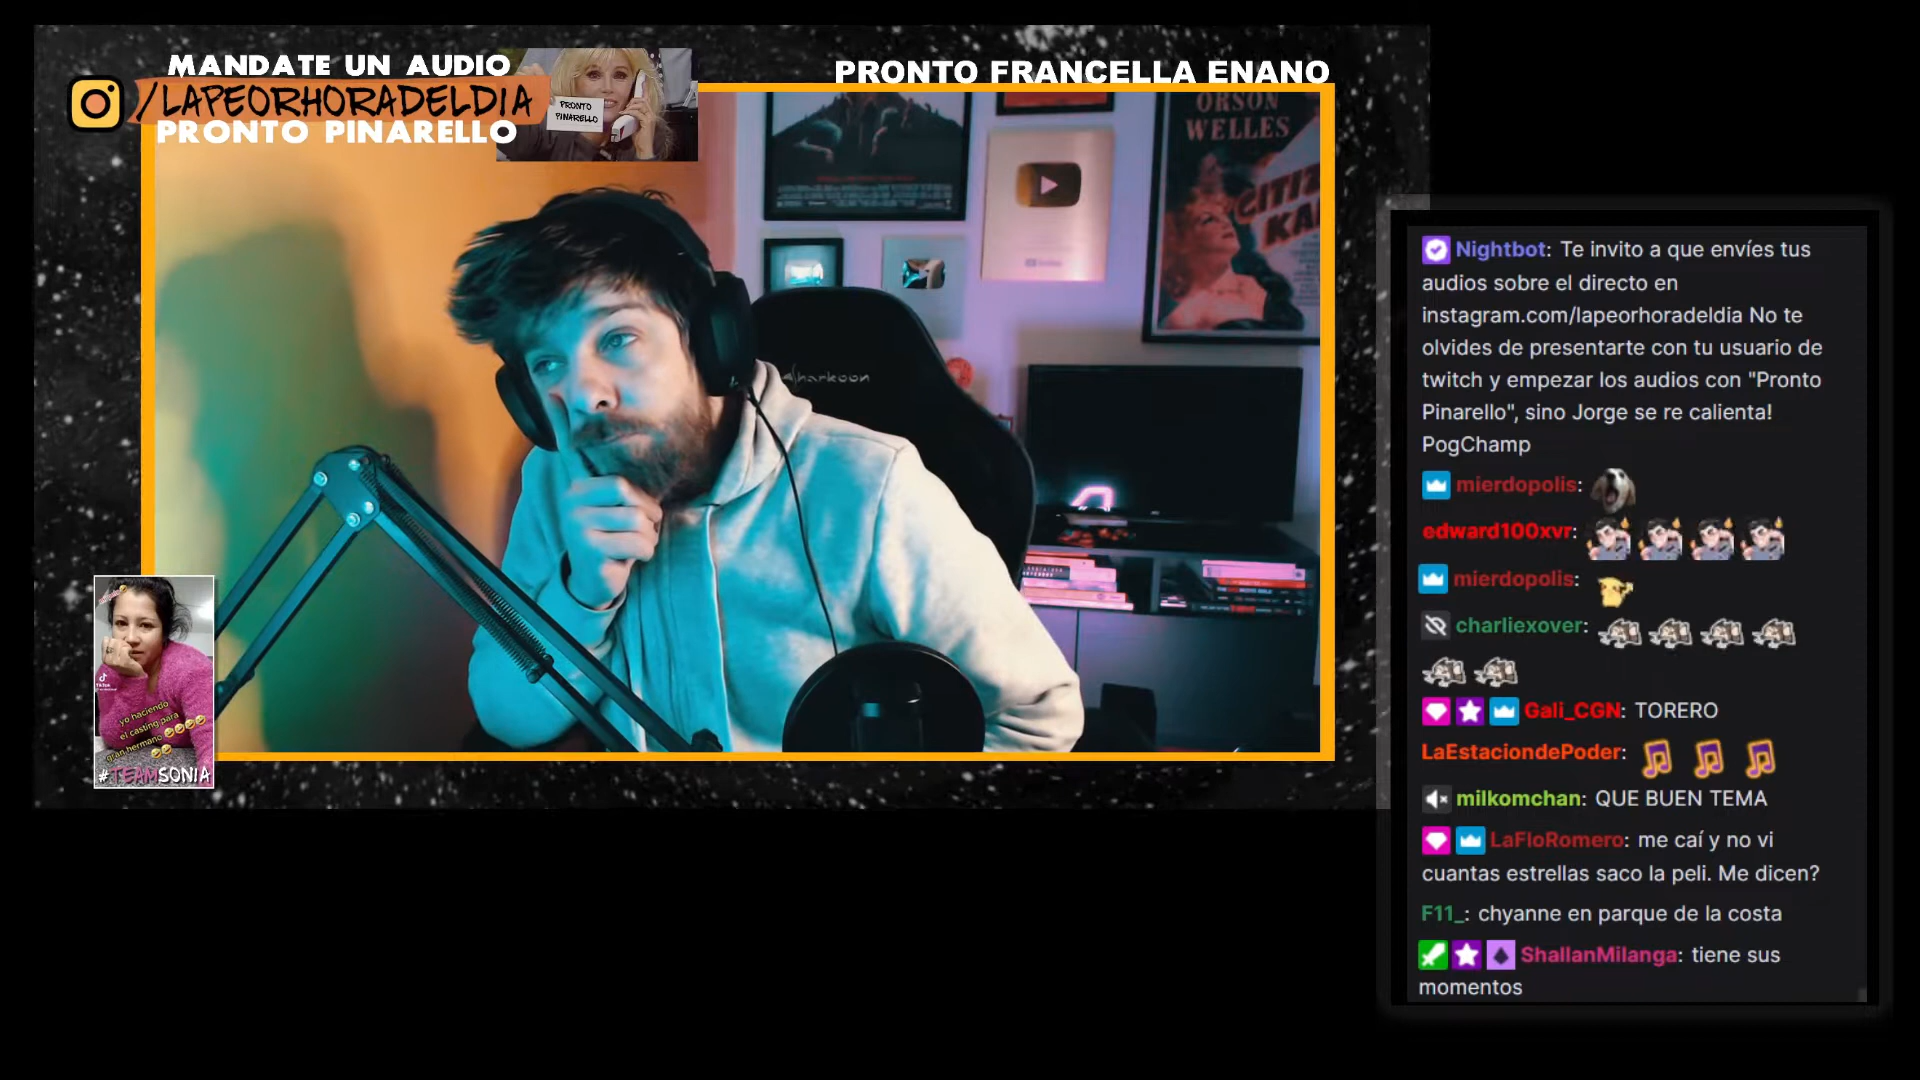 MANDATE UN AUDIO
/LAPEORHORADELDIA
PRONTO PINARELLO
PRONTO
PINARELLO
PRONTO FRANCELLA ENANO
ORSON
WELLES
Sharkoon
yo haciendo
el casting para
gran hermano
#TEAMSONIA
Nightbot: Te invito a que envíes tus
audios sobre el directo en
instagram.com/lapeorhoradeldia No te
olvides de presentarte con tu usuario de
twitch y empezar los audios con "Pronto
Pinarello", sino Jorge se re calienta!
PogChamp
mierdopolis:
edward100xvr:
mierdopolis:
charliexover:
Gali_CGN: TORERO
LaEstaciondePoder:
milkomchan: QUE BUEN TEMA
LaFloRomero: me caí y no vi
cuantas estrellas saco la peli. Me dicen?
F11_: chyanne en parque de la costa
ShallanMilanga: tiene sus
momentos